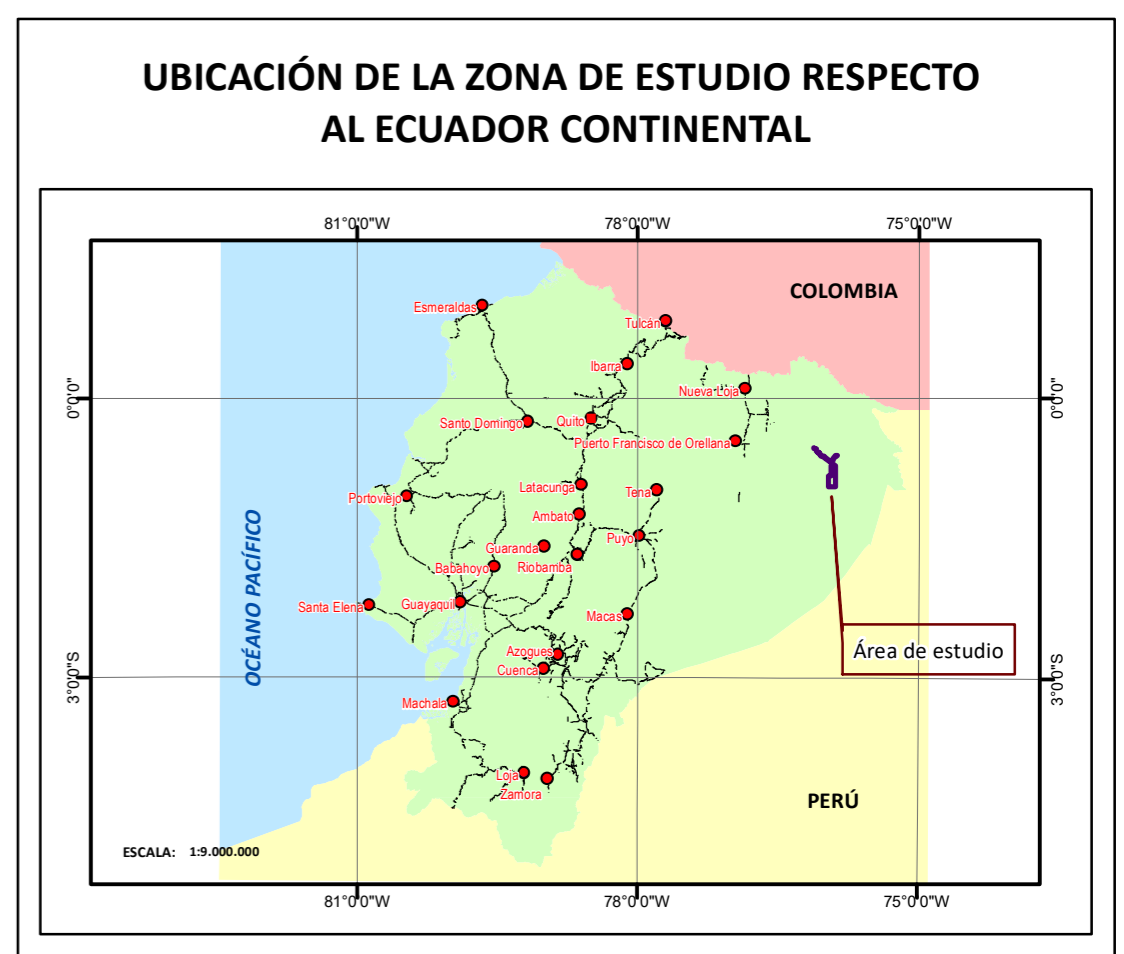 UBICACIÓN DE LA ZONA DE ESTUDIO RESPECTO
AL ECUADOR CONTINENTAL
81°0'0"W
78°0'0"W
75°0'0"W
COLOMBIA
Esmeraldas
Tulcán
Ibarra
Nueva Loja
0°0'0"
0°0'0"
Santo Domingo
Quito
Puerto Francisco de Orellana
Latacunga
Tena
Portoviejo
Ambato
Puyo
Guaranda
Riobamba
Babahoyo
OCÉANO PACÍFICO
Santa Elena
Guayaquil
Macas
Área de estudio
Azogues
Cuenca
3°0'0"S
3°0'0"S
Machala
Loja
Zamora
PERÚ
ESCALA: 1:9.000.000
81°0'0"W
78°0'0"W
75°0'0"W